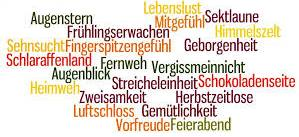 Lebenslust
Augenstern Mitgefühl Sektlaune
Frühlingserwachen Himmelszelt
Sehnsucht Fingerspitzengefühl Geborgenheit
Schlaraffenland Fernweh Vergissmeinnicht
Augenblick Streicheleinheit Schokoladenseite
Heimweh Zweisamkeit Herbstzeitlose
Luftschloss Gemütlichkeit
Vorfreude Feierabend